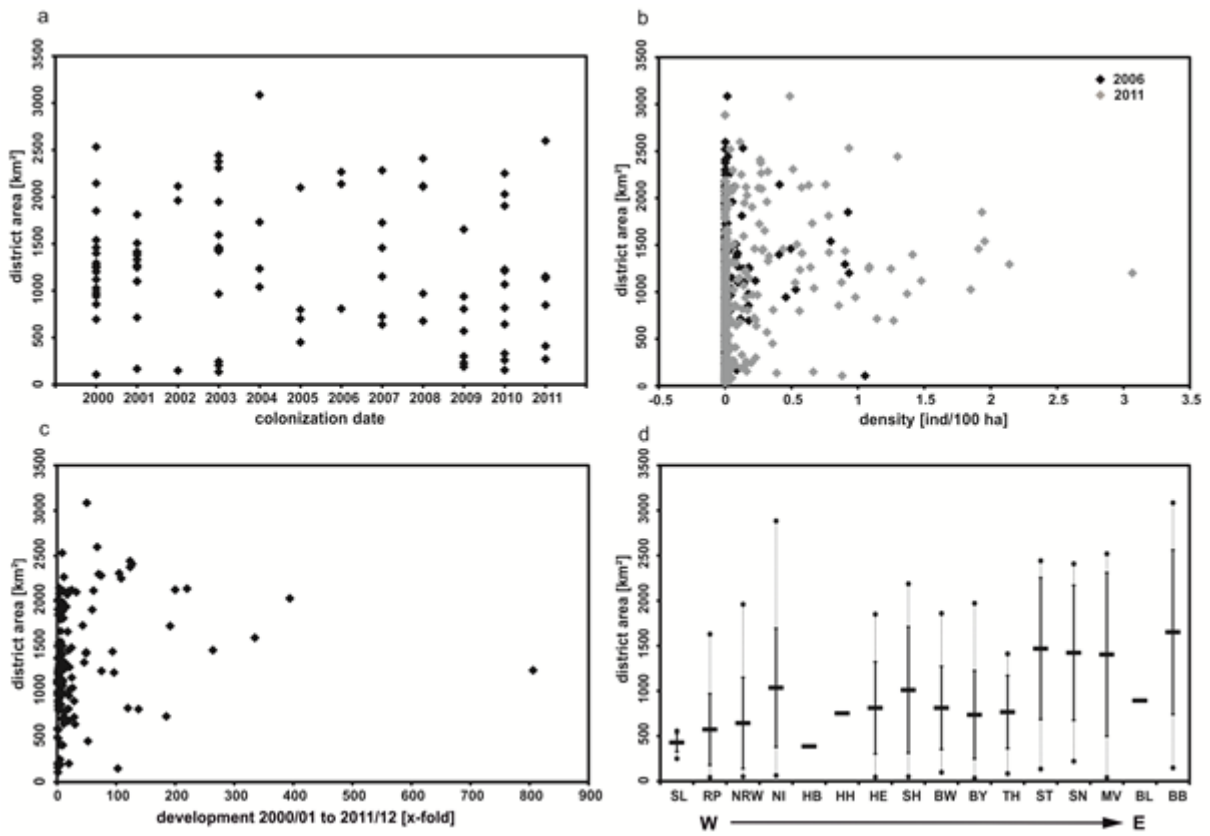 a
district area [km²]
3500
3000
2500
2000
1500
1000
500
0
2000 2001 2002 2003 2004 2005 2006 2007 2008 2009 2010 2011
colonization date
b
district area [km²]
3500
3000
2500
2000
1500
1000
500
0
2006
2011
-0.5 0 0.5 1 1.5 2 2.5 3 3.5
density [ind/100 ha]
c
district area [km²]
3500
3000
2500
2000
1500
1000
500
0
0 100 200 300 400 500 600 700 800 900
development 2000/01 to 2011/12 [x-fold]
d
district area [km²]
3500
3000
2500
2000
1500
1000
500
0
SL RP NRW NI HB HH HE SH BW BY TH ST SN MV BL BB
W E